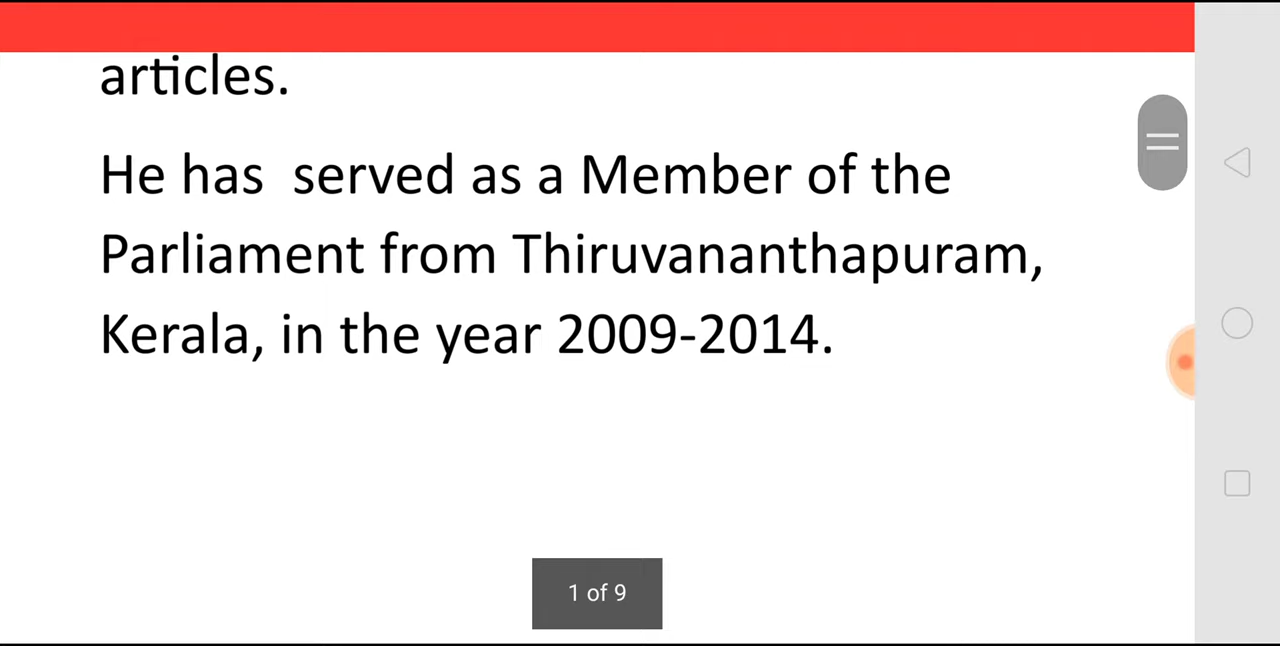 articles.
He has  served as a Member of the
Parliament from Thiruvananthapuram,
Kerala, in the year 2009-2014.
1 of 9